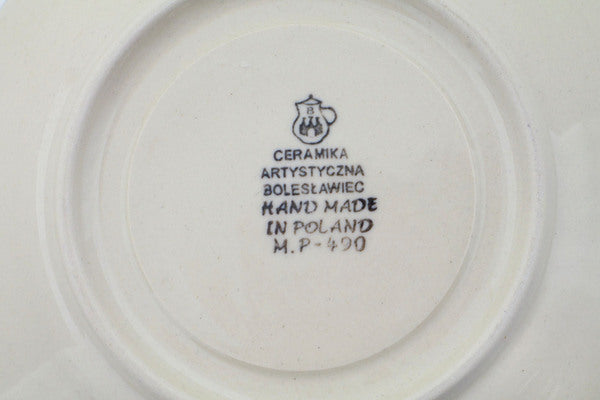 B
CERAMIKA
ARTYSTYCZNA
BOLESŁAWIEC
HAND MADE
IN POLAND
M.P-490